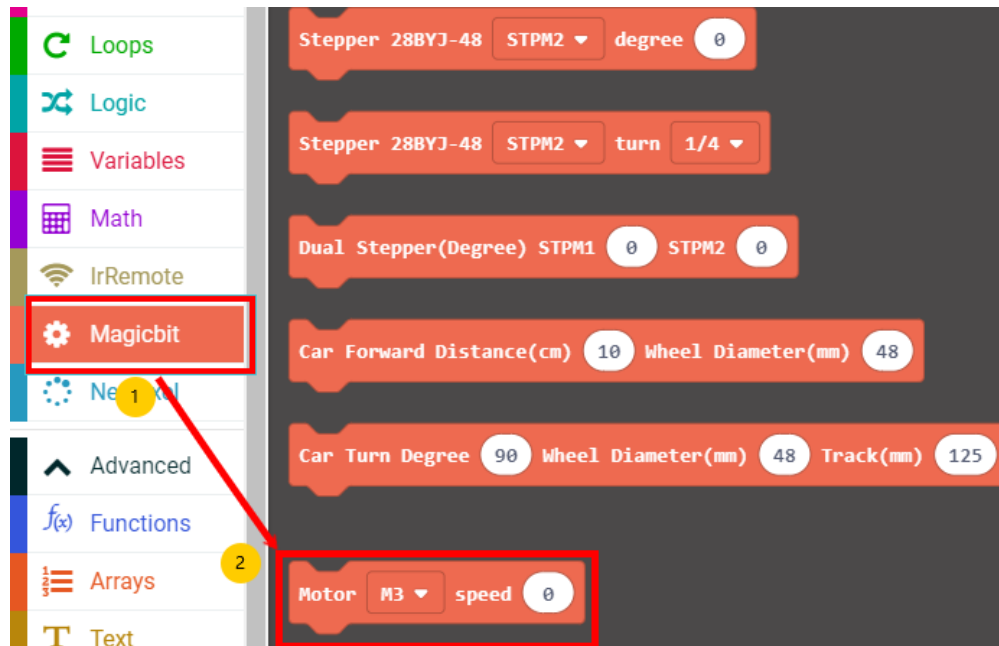 Loops
Logic
Variables
Math
IrRemote
Magicbit
1
Advanced
f(x) Functions
Arrays
T Text
Stepper 28BYJ-48 STPM2 degree 0
Stepper 28BYJ-48 STPM2 turn 1/4
Dual Stepper(Degree) STPM1 0 STPM2 0
Car Forward Distance(cm) 10 Wheel Diameter(mm) 48
Car Turn Degree 90 Wheel Diameter(mm) 48 Track(mm) 125
2
Motor M3 speed 0